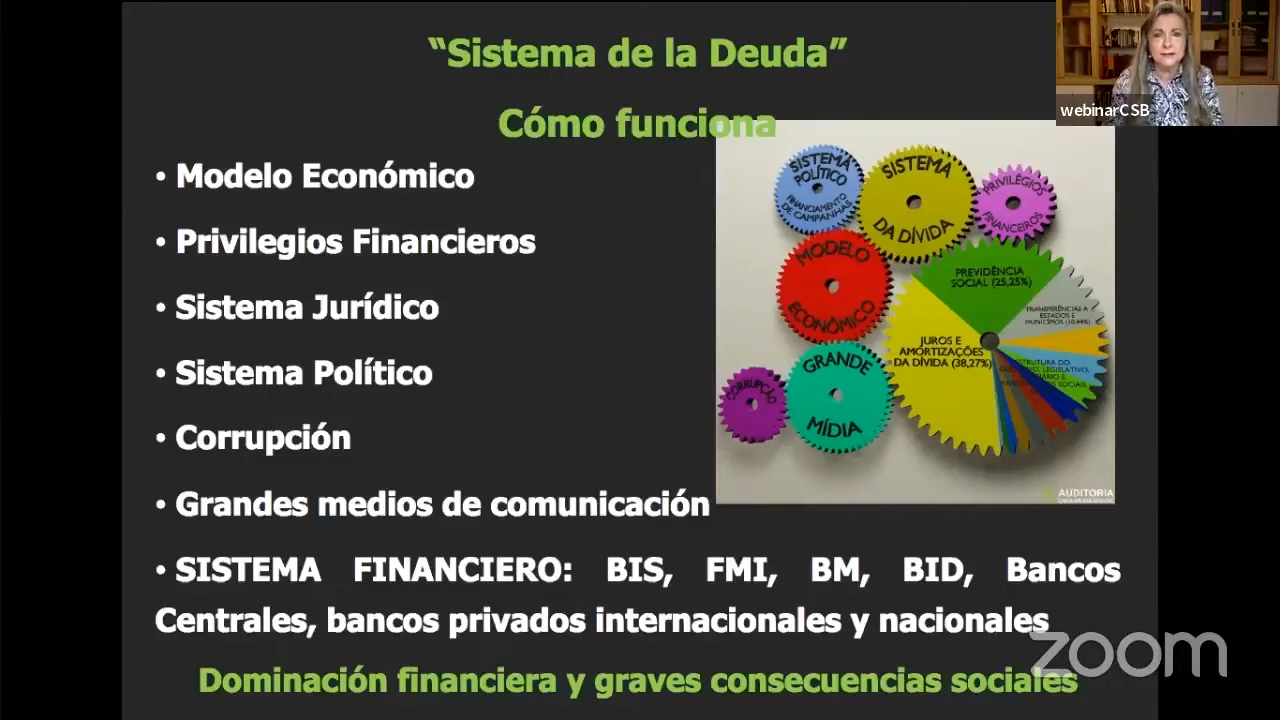 “Sistema de la Deuda”
webinarCSB
Cómo funciona
• Modelo Económico
• Privilegios Financieros
• Sistema Jurídico
• Sistema Político
• Corrupción
• Grandes medios de comunicación
• SISTEMA FINANCIERO: BIS, FMI, BM, BID, Bancos
Centrales, bancos privados internacionales y nacionales
Dominación financiera y graves consecuencias sociales
SISTEMA
POLÍTICO
FINANCIAMENTO
DE CAMPANHAS
SISTEMA
DA DÍVIDA
PRIVILÉGIOS
FINANCEIROS
MODELO
ECONÔMICO
PREVIDÊNCIA
SOCIAL (25,25%)
TRANSFERÊNCIAS A
ESTADOS E
MUNICÍPIOS
JUROS E
AMORTIZAÇÕES
DA DÍVIDA (38,27%)
LEGISLATIVO,
GRANDE
MÍDIA
CORRUPÇÃO
AUDITORIA
zoom